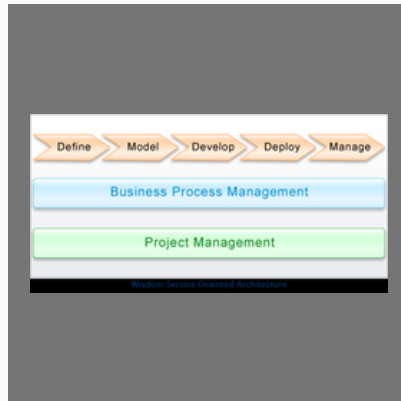 Define Model Develop Deploy Manage
Business Process Management
Project Management
Wisdom Service Oriented Architecture